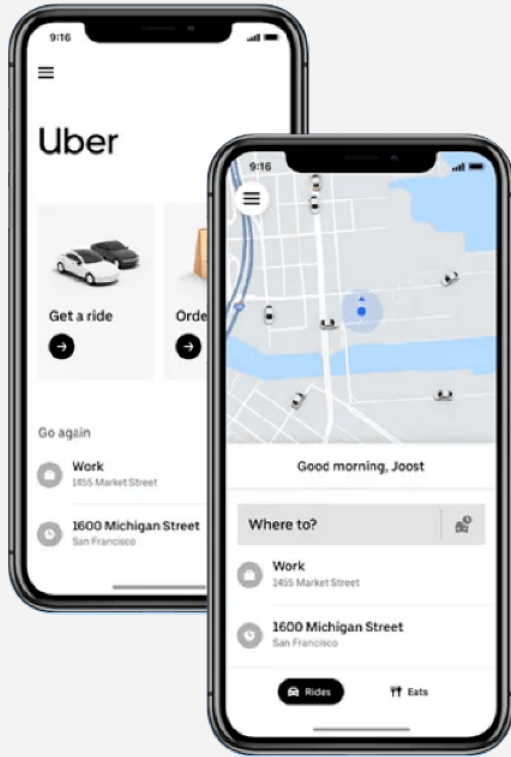 9:16
Uber
Get a ride
Orde
Go again
Work
1455 Market Street
1600 Michigan Street
San Francisco
9:16
Good morning, Joost
Where to?
Work
1455 Market Street
1600 Michigan Street
San Francisco
Rides
Eats